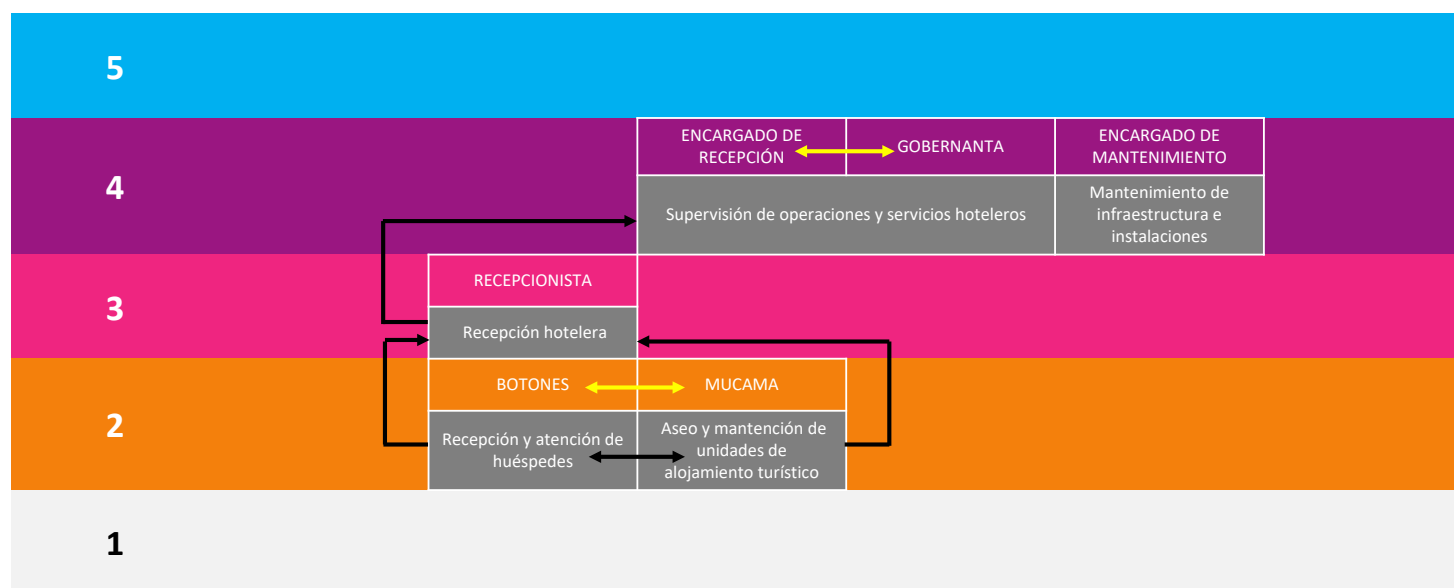 5
4
ENCARGADO DE
RECEPCIÓN
GOBERNANTA
ENCARGADO DE
MANTENIMIENTO
Supervisión de operaciones y servicios hoteleros
Mantenimiento de
infraestructura e
instalaciones
3
RECEPCIONISTA
Recepción hotelera
2
BOTONES
MUCAMA
Recepción y atención de
huéspedes
Aseo y mantención de
unidades de
alojamiento turístico
1